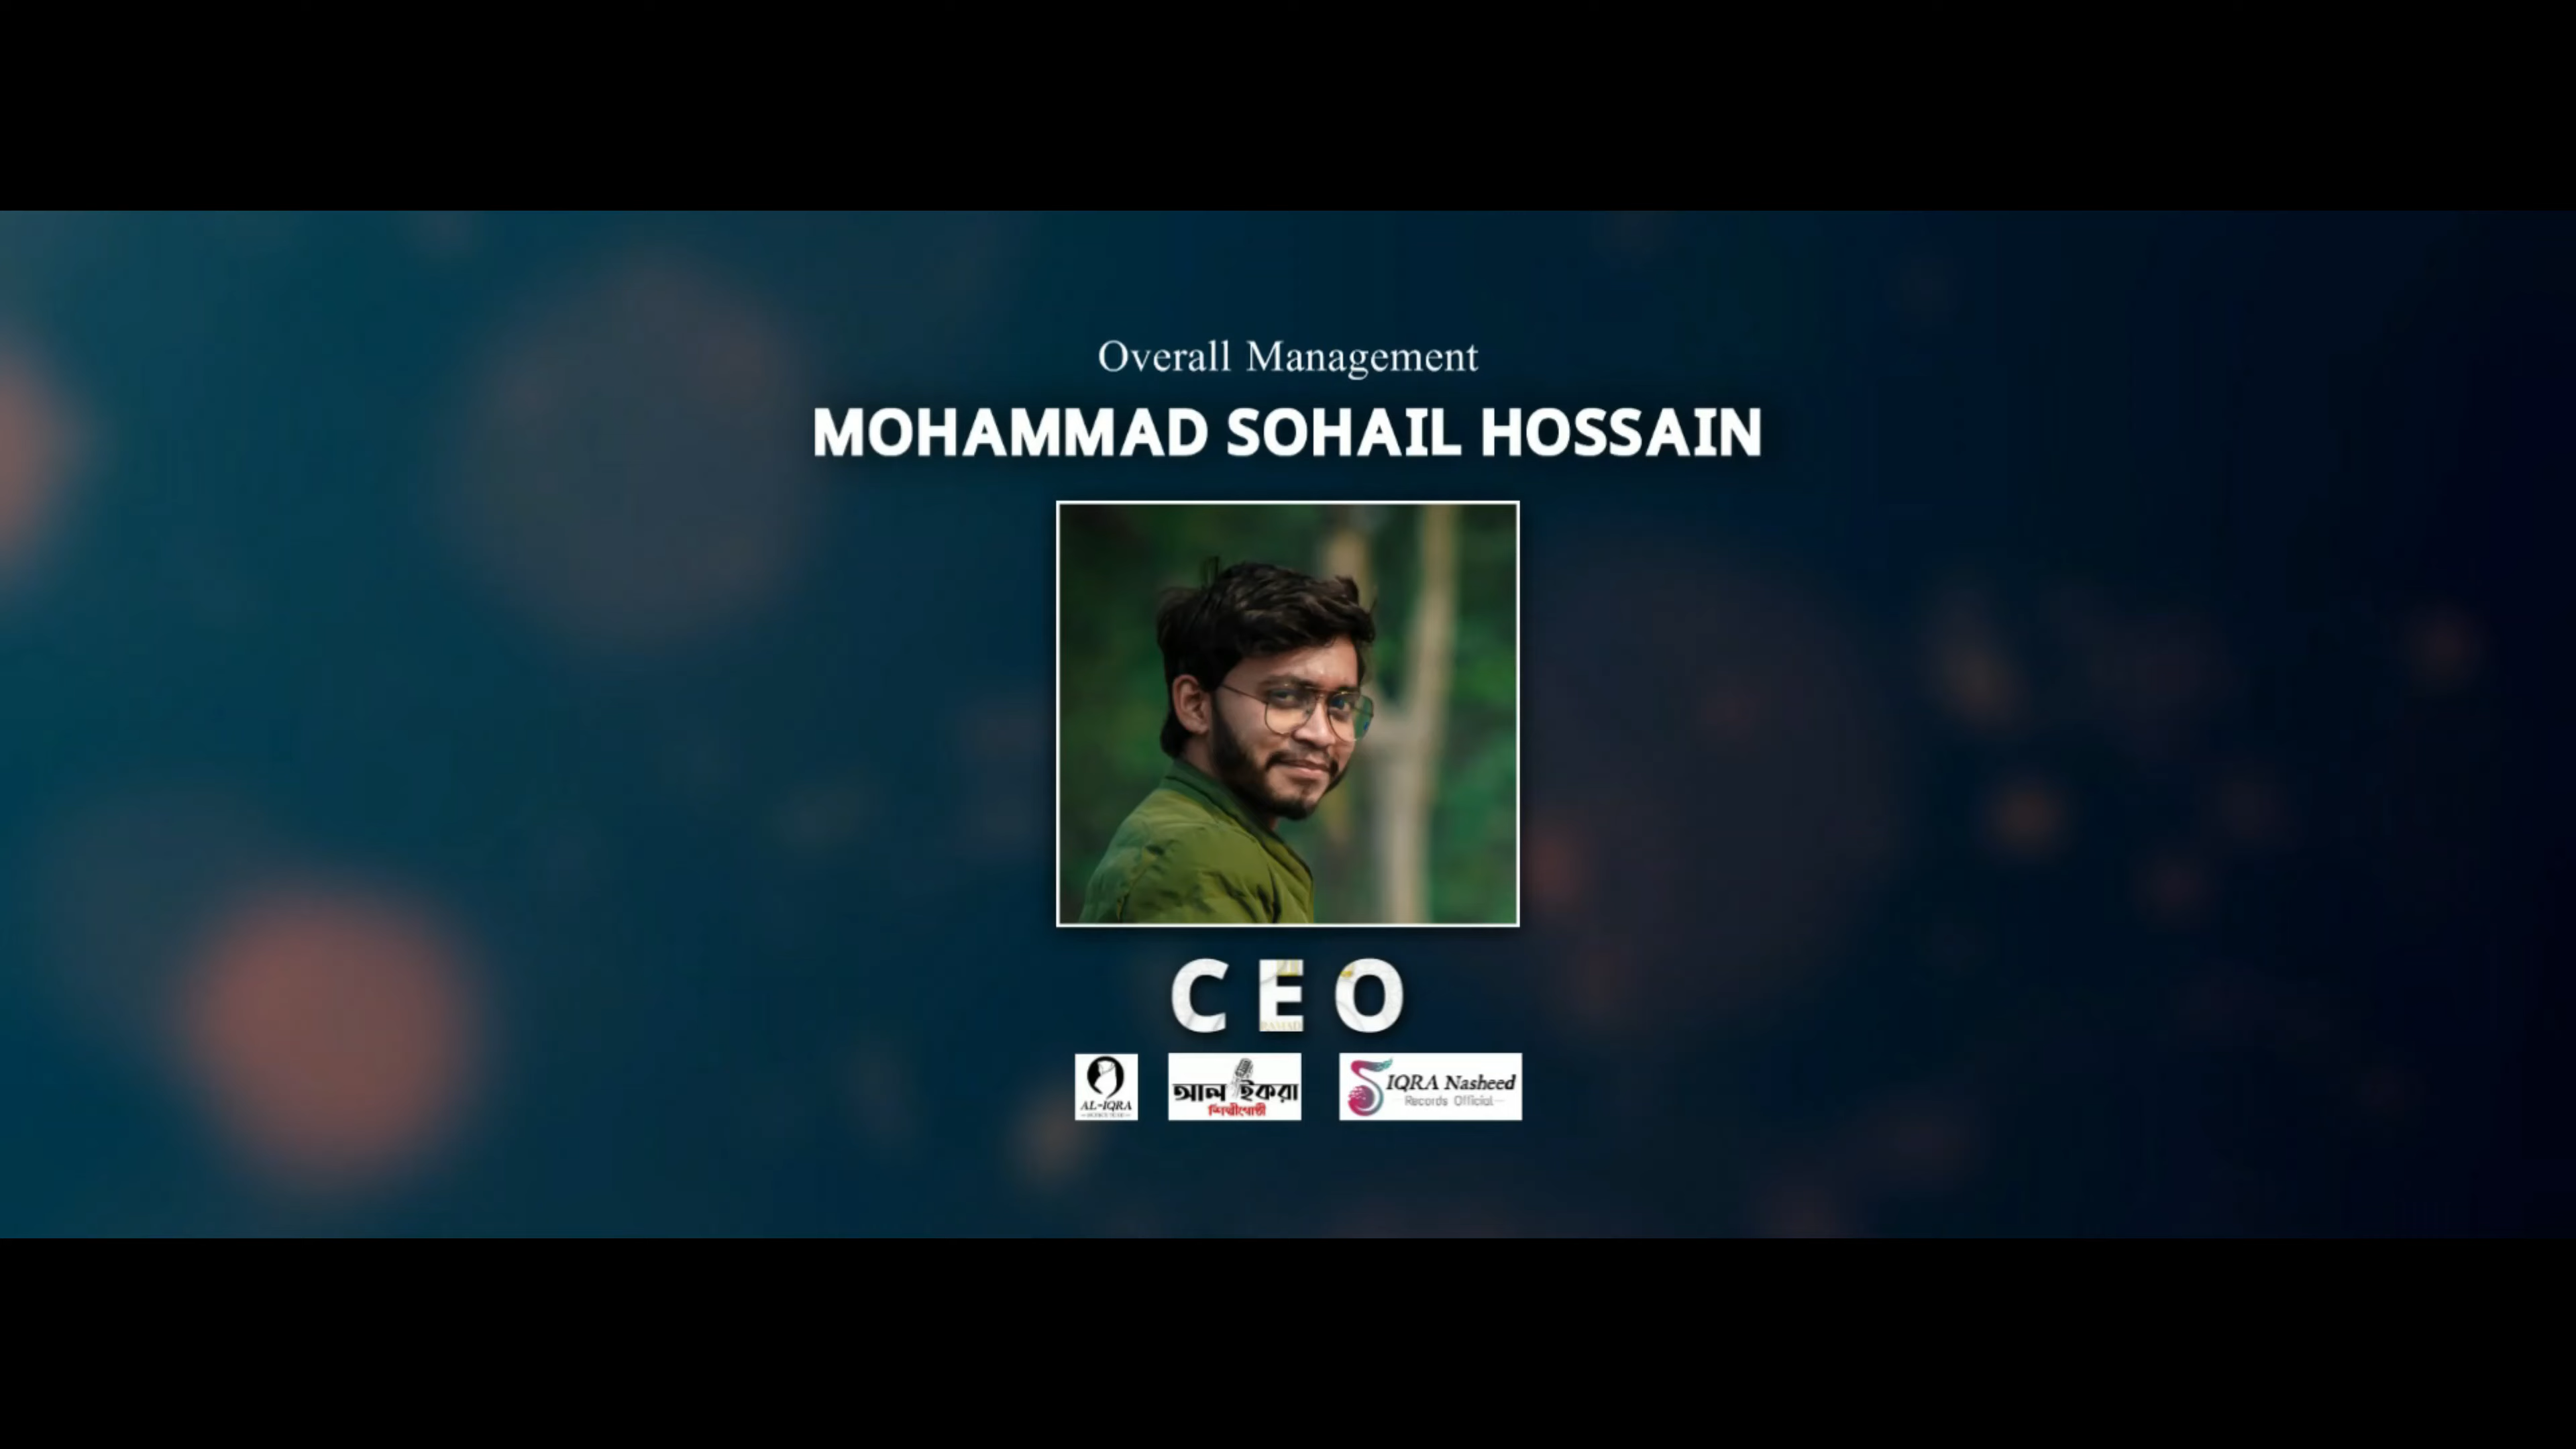 Overall Management
MOHAMMAD SOHAIL HOSSAIN
CEO
AL-IQRA
আল ইকরা
শিল্পীগোষ্ঠী
IQRA Nasheed
Records Official